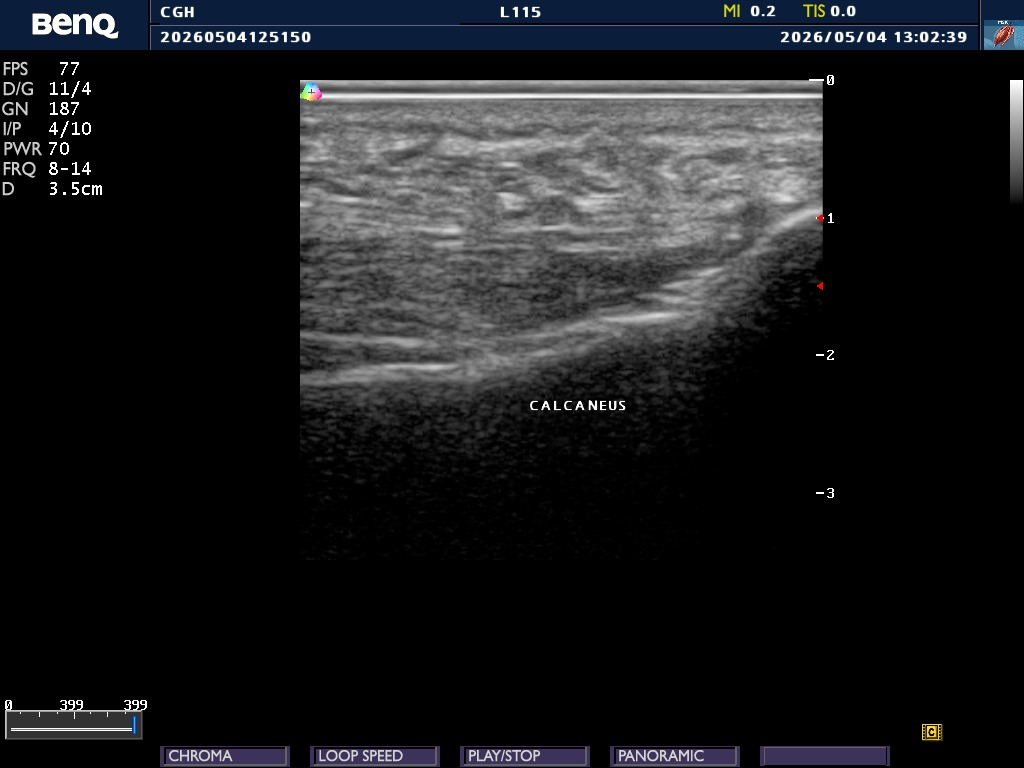 BenQ
CGH L115 MI 0.2 TIS 0.0
20260504125150 2026/05/04 13:02:39
FPS 77
D/G 11/4
GN 187
I/P 4/10
PWR 70
FRQ 8-14
D 3.5cm
0
1
2
3
CALCANEUS
0 399 399
C
CHROMA LOOP SPEED PLAY/STOP PANORAMIC